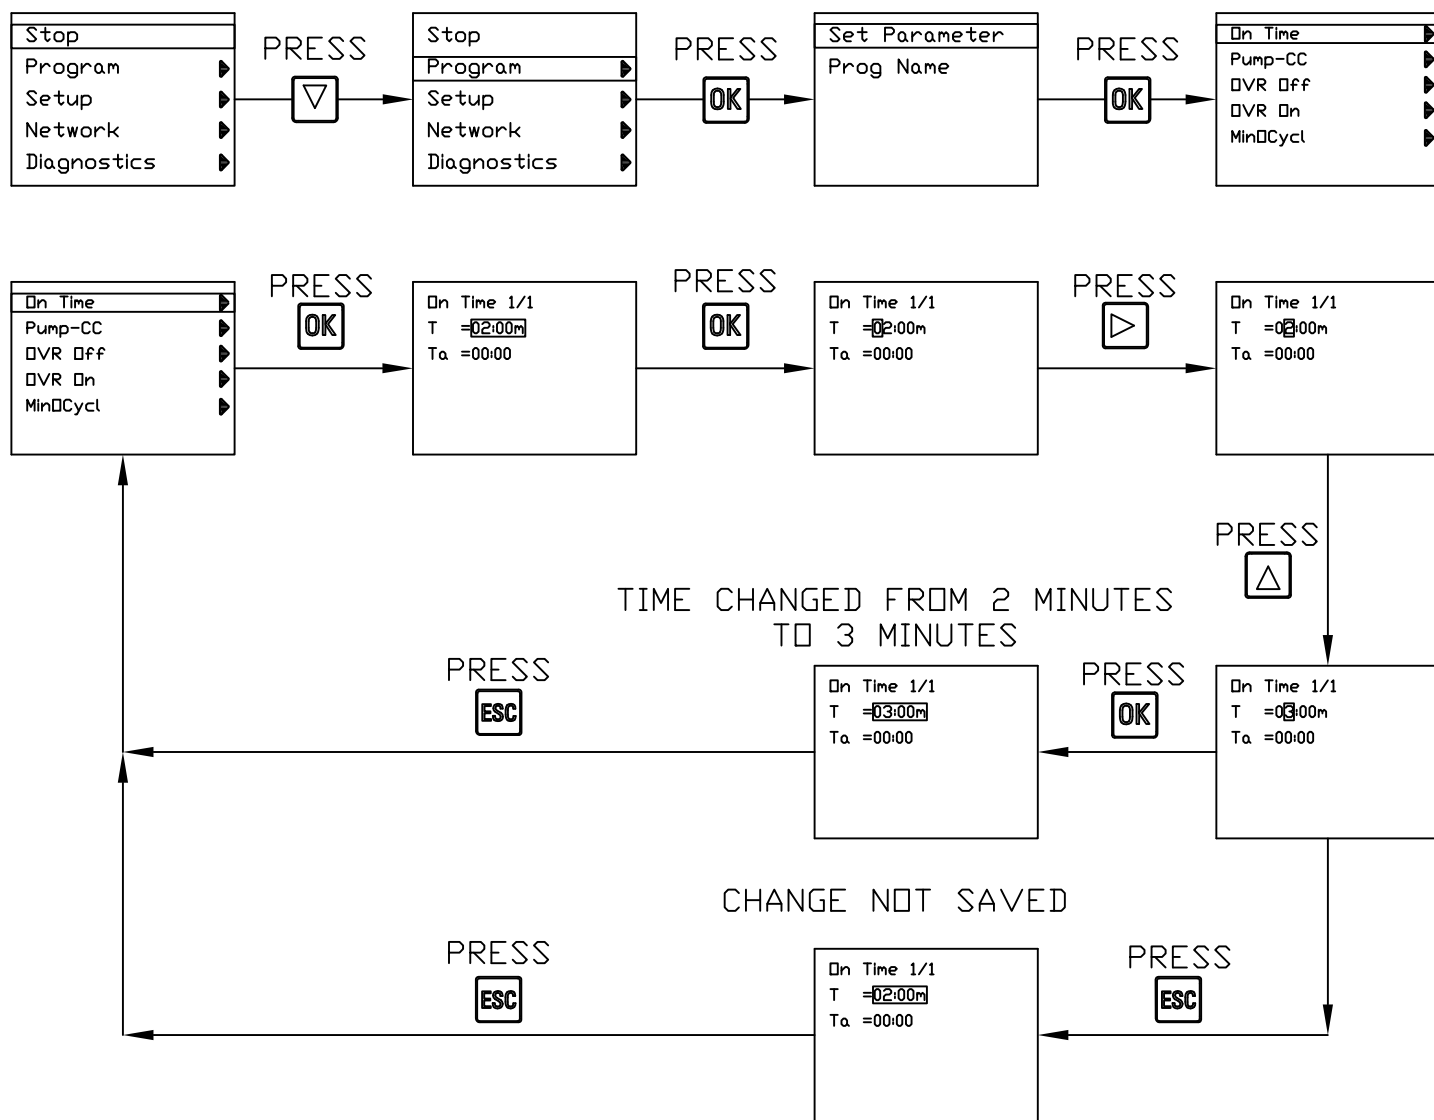 Stop
Program
Setup
Network
Diagnostics
PRESS
Stop
Program
Setup
Network
Diagnostics
PRESS
OK
Set Parameter
Prog Name
PRESS
OK
On Time
Pump-CC
OVR Off
OVR On
Min□Cycl
On Time
Pump-CC
OVR Off
OVR On
Min□Cycl
PRESS
OK
On Time 1/1
T =02:00m
Ta =00:00
PRESS
OK
On Time 1/1
T =02:00m
Ta =00:00
PRESS
On Time 1/1
T =02:00m
Ta =00:00
PRESS
TIME CHANGED FROM 2 MINUTES
TO 3 MINUTES
PRESS
ESC
On Time 1/1
T =03:00m
Ta =00:00
PRESS
OK
On Time 1/1
T =03:00m
Ta =00:00
CHANGE NOT SAVED
PRESS
ESC
On Time 1/1
T =02:00m
Ta =00:00
PRESS
ESC